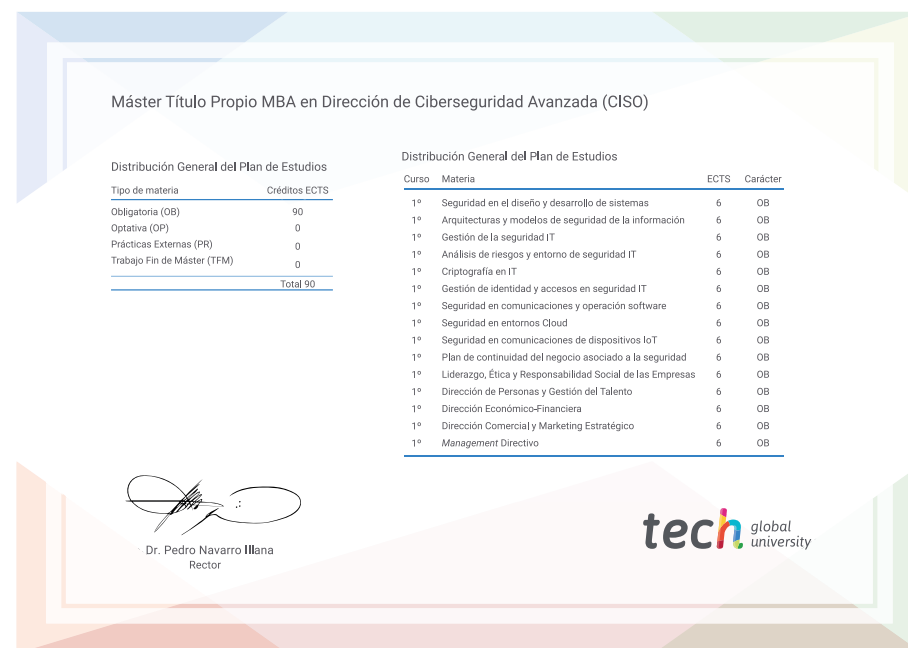 Máster Título Propio MBA en Dirección de Ciberseguridad Avanzada (CISO)
Distribución General del Plan de Estudios
Tipo de materia Créditos ECTS
Obligatoria (OB) 90
Optativa (OP) 0
Prácticas Externas (PR) 0
Trabajo Fin de Máster (TFM) 0
Total 90
Distribución General del Plan de Estudios
Curso Materia ECTS Carácter
1º Seguridad en el diseño y desarrollo de sistemas 6 OB
1º Arquitecturas y modelos de seguridad de la información 6 OB
1º Gestión de la seguridad IT 6 OB
1º Análisis de riesgos y entorno de seguridad IT 6 OB
1º Criptografía en IT 6 OB
1º Gestión de identidad y accesos en seguridad IT 6 OB
1º Seguridad en comunicaciones y operación software 6 OB
1º Seguridad en entornos Cloud 6 OB
1º Seguridad en comunicaciones de dispositivos IoT 6 OB
1º Plan de continuidad del negocio asociado a la seguridad 6 OB
1º Liderazgo, Ética y Responsabilidad Social de las Empresas 6 OB
1º Dirección de Personas y Gestión del Talento 6 OB
1º Dirección Económico-Financiera 6 OB
1º Dirección Comercial y Marketing Estratégico 6 OB
1º Management Directivo 6 OB
Dr. Pedro Navarro Illana
Rector
tech global university